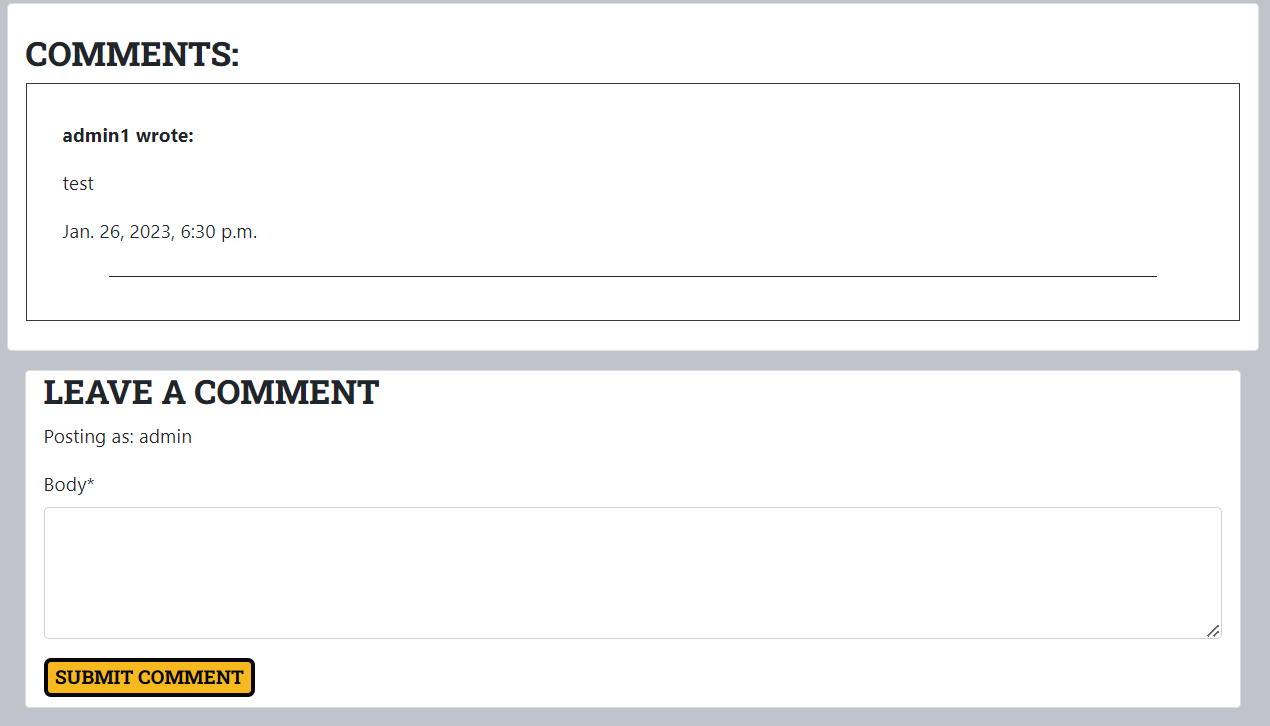 COMMENTS:
admin1 wrote:
test
Jan. 26, 2023, 6:30 p.m.
LEAVE A COMMENT
Posting as: admin
Body*
SUBMIT COMMENT